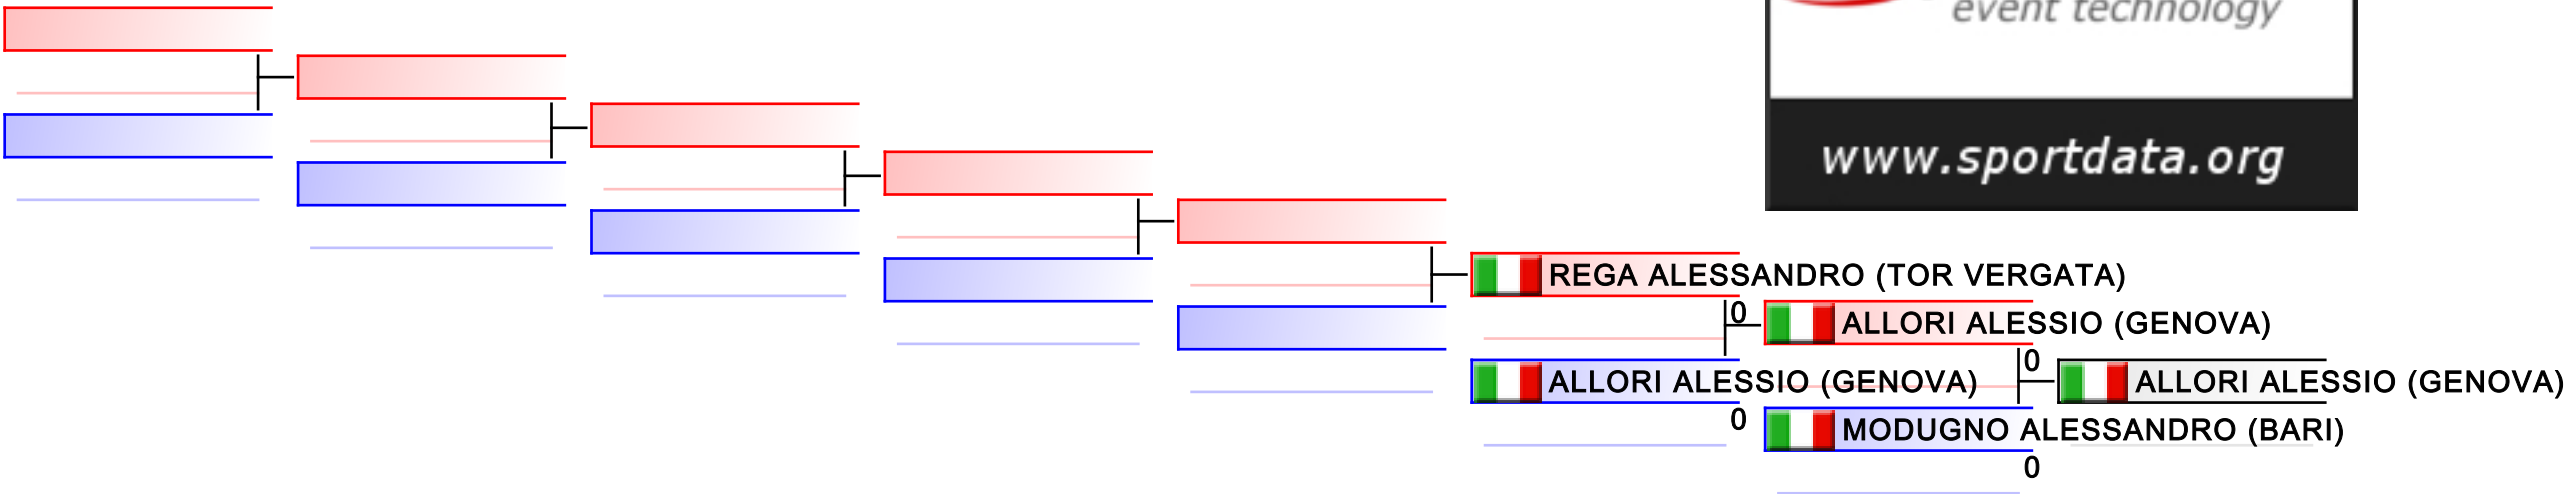 event technology
www.sportdata.org
REGA ALESSANDRO (TOR VERGATA)
0
ALLORI ALESSIO (GENOVA)
0
ALLORI ALESSIO (GENOVA)
ALLORI ALESSIO (GENOVA)
0
MODUGNO ALESSANDRO (BARI)
0